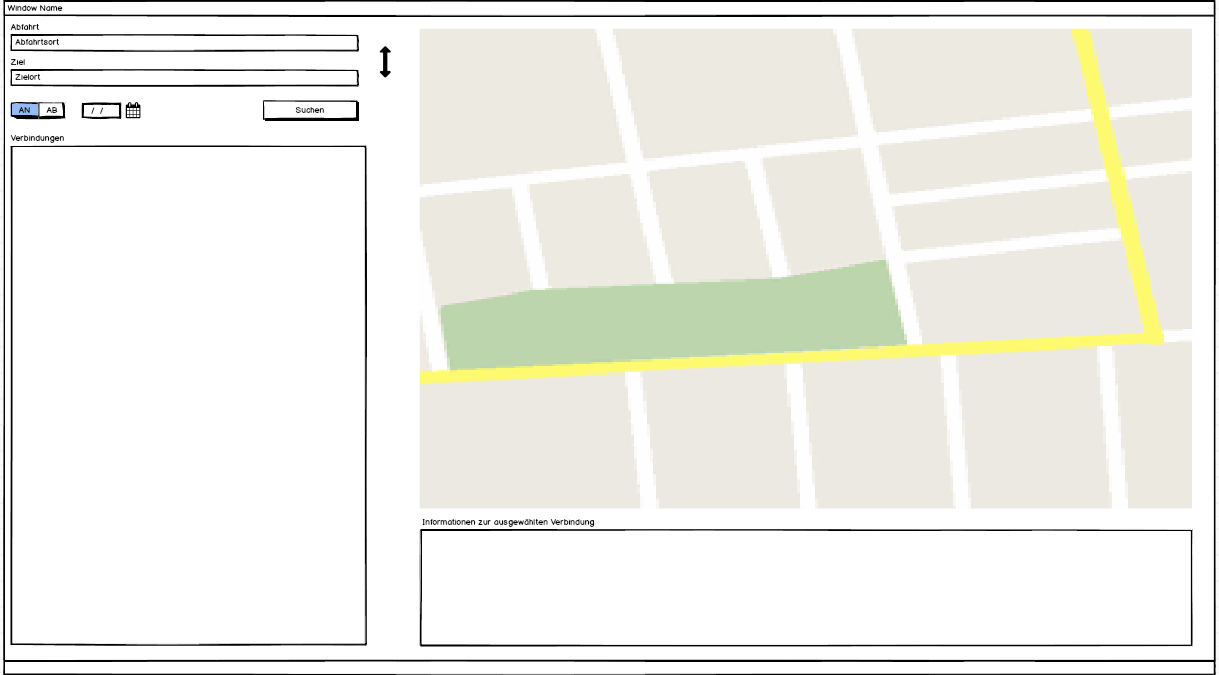 Window Name
Abfahrt
Abfahrtsort
Ziel
Zielort
AN AB / / Suchen
Verbindungen
Informationen zur ausgewählten Verbindung